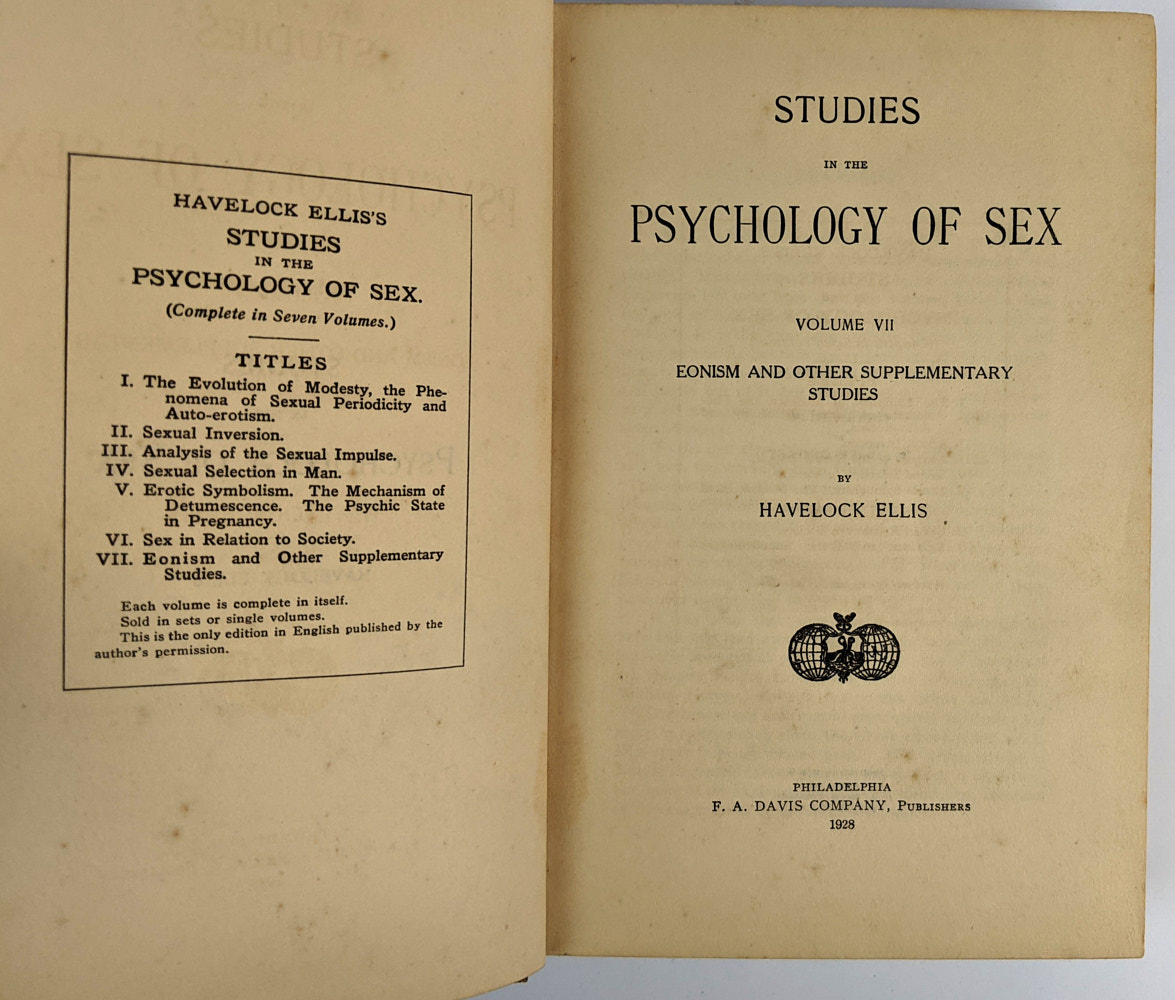 HAVELOCK ELLIS'S
STUDIES
IN THE
PSYCHOLOGY OF SEX.
(Complete in Seven Volumes.)
TITLES
I. The Evolution of Modesty, the Phe-
nomena of Sexual Periodicity and
Auto-erotism.
II. Sexual Inversion.
III. Analysis of the Sexual Impulse.
IV. Sexual Selection in Man.
V. Erotic Symbolism. The Mechanism of
Detumescence. The Psychic State
in Pregnancy.
VI. Sex in Relation to Society.
VII. Eonism and Other Supplementary
Studies.
Each volume is complete in itself.
Sold in sets or single volumes.
This is the only edition in English published by the
author's permission.
STUDIES
IN THE
PSYCHOLOGY OF SEX
VOLUME VII
EONISM AND OTHER SUPPLEMENTARY
STUDIES
BY
HAVELOCK ELLIS
PHILADELPHIA
F. A. DAVIS COMPANY, PUBLISHERS
1928